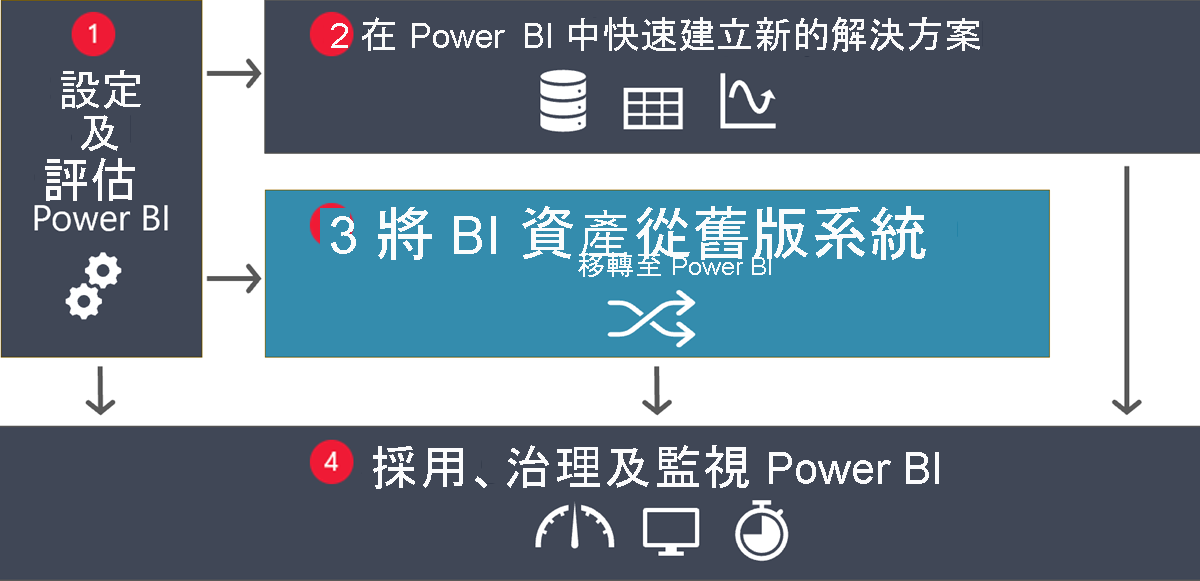 1
設定
及
評估
Power BI
2 在 Power BI 中快速建立新的解決方案
3 將 BI 資產從舊版系統
移轉至 Power BI
4 採用、治理及監視 Power BI